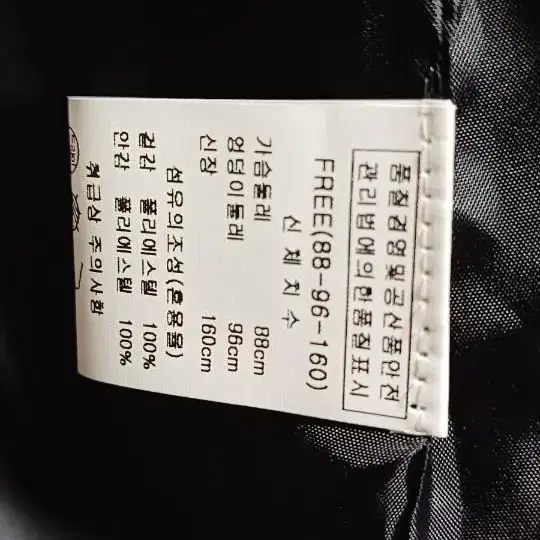 품질경영및공산품안전
관리법에의한품질표시
FREE(88-96-160)
신 체 치 수
가슴둘레 88cm
엉덩이둘레 96cm
신장 160cm
섬유의조성(혼용율)
겉감 폴리에스텔 100%
안감 폴리에스텔 100%
취급상 주의사항